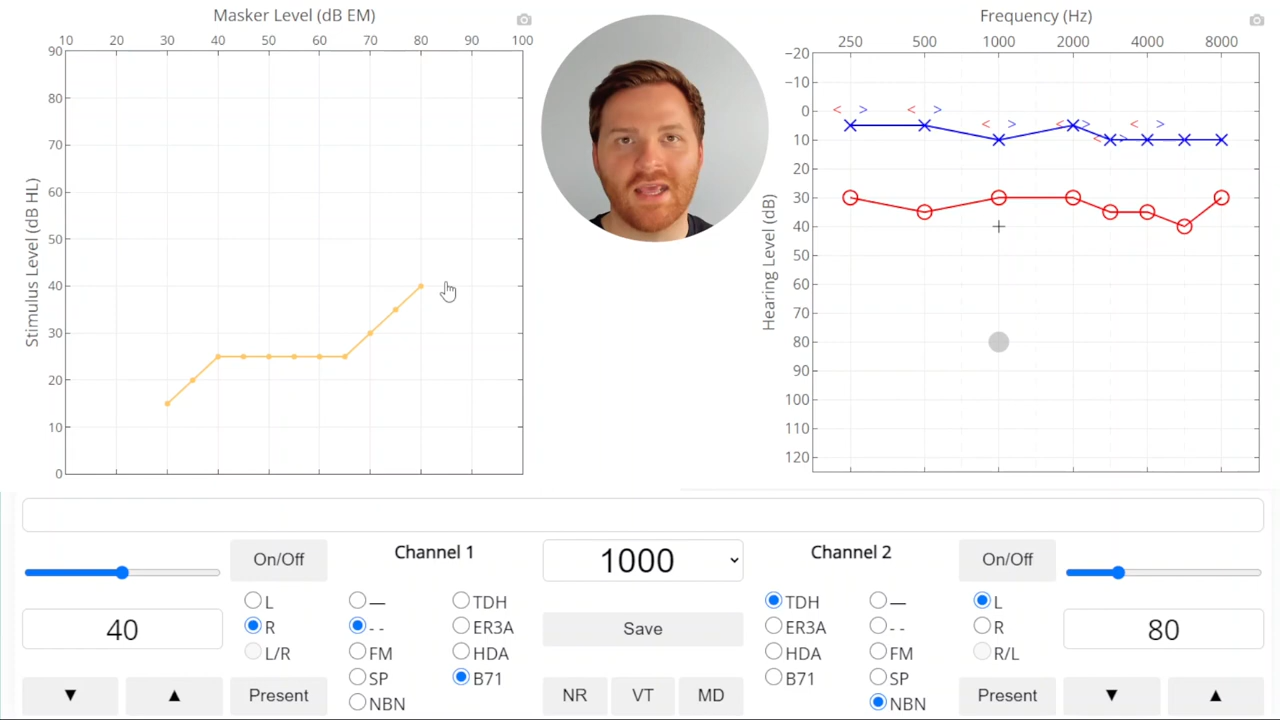 Masker Level (dB EM)
10 20 30 40 50 60 70 80 90 100
90
80
70
60
50
40
30
20
10
0
Stimulus Level (dB HL)
Frequency (Hz)
250 500 1000 2000 4000 8000
−20
−10
0
10
20
30
40
50
60
70
80
90
100
110
120
Hearing Level (dB)
On/Off
40
▼ ▲
L
R
L/R
Present
Channel 1
—
- -
FM
SP
NBN
TDH
ER3A
HDA
B71
1000
Save
NR VT MD
Channel 2
TDH
ER3A
HDA
B71
—
- -
FM
SP
NBN
On/Off
L
R
R/L
Present
80
▼ ▲